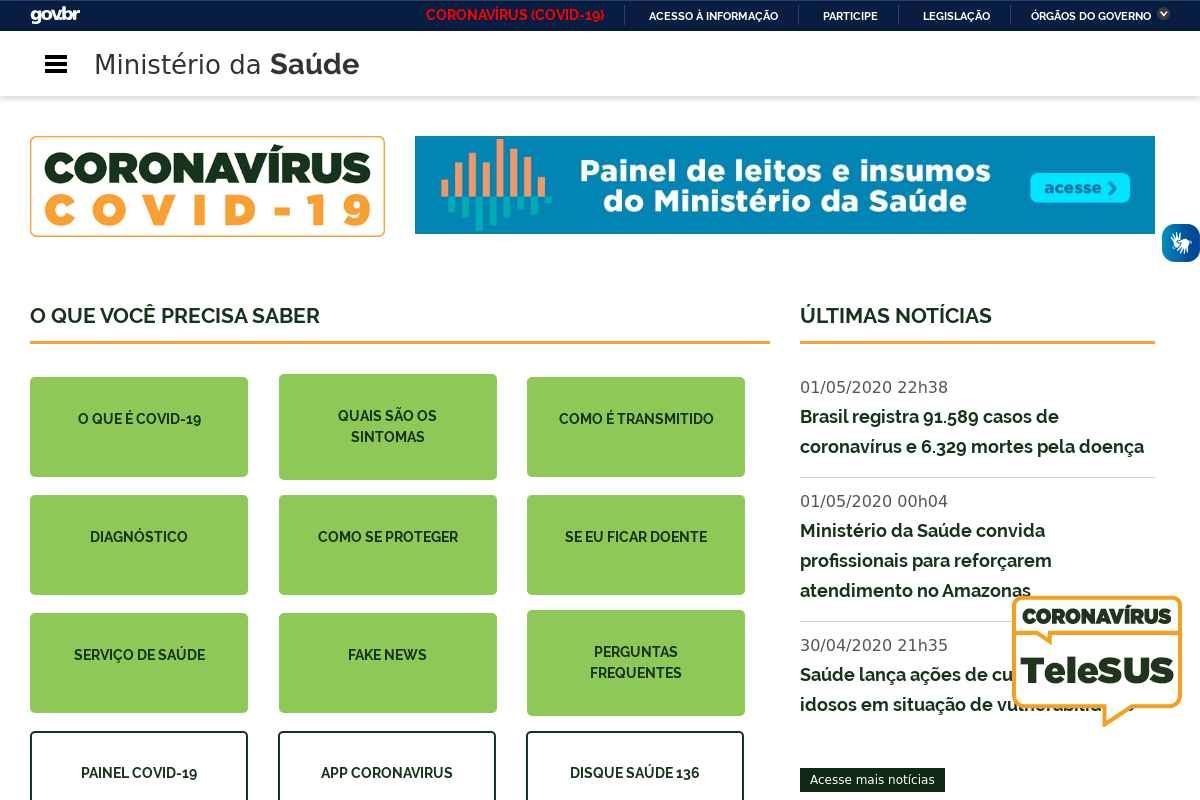 gov.br
CORONAVÍRUS (COVID-19)
ACESSO À INFORMAÇÃO
PARTICIPE
LEGISLAÇÃO
ÓRGÃOS DO GOVERNO
Ministério da Saúde
CORONAVÍRUS
COVID-19
Painel de leitos e insumos
do Ministério da Saúde
acesse
O QUE VOCÊ PRECISA SABER
O QUE É COVID-19
QUAIS SÃO OS
SINTOMAS
COMO É TRANSMITIDO
DIAGNÓSTICO
COMO SE PROTEGER
SE EU FICAR DOENTE
SERVIÇO DE SAÚDE
FAKE NEWS
PERGUNTAS
FREQUENTES
PAINEL COVID-19
APP CORONAVIRUS
DISQUE SAÚDE 136
ÚLTIMAS NOTÍCIAS
01/05/2020 22h38
Brasil registra 91.589 casos de
coronavírus e 6.329 mortes pela doença
01/05/2020 00h04
Ministério da Saúde convida
profissionais para reforçarem
atendimento no Amazonas
30/04/2020 21h35
Saúde lança ações de
idosos em situação de
CORONAVÍRUS
TeleSUS
Acesse mais notícias